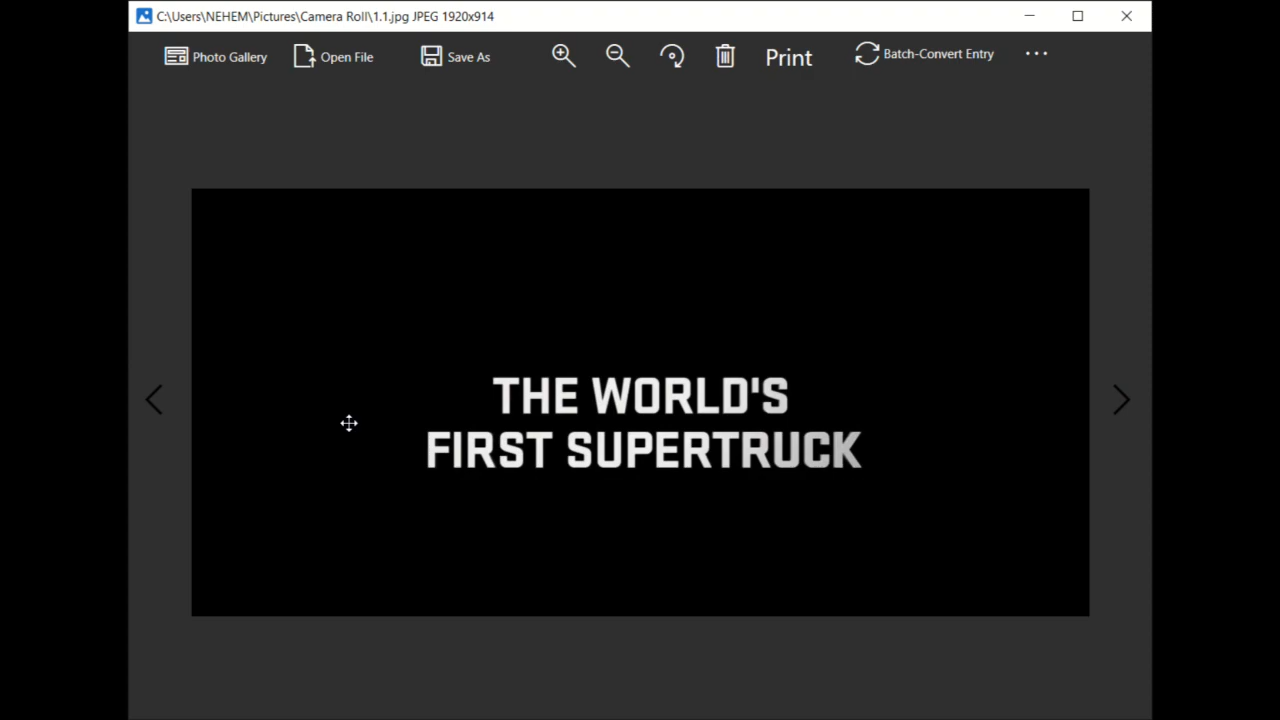 C:\Users\NEHEM\Pictures\Camera Roll\1.1.jpg JPEG 1920x914
Photo Gallery Open File Save As Print Batch-Convert Entry
THE WORLD'S
FIRST SUPERTRUCK